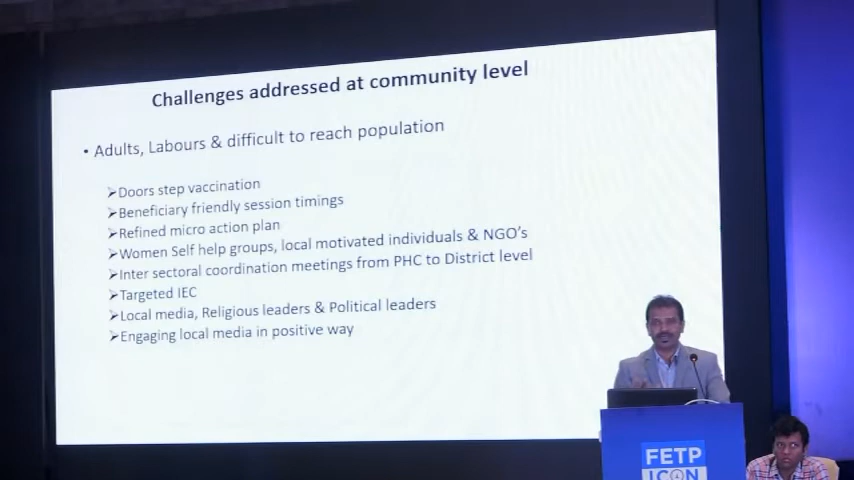 Challenges addressed at community level
• Adults, Labours & difficult to reach population
➢Doors step vaccination
➢Beneficiary friendly session timings
➢Refined micro action plan
➢Women Self help groups, local motivated individuals & NGO's
➢Inter sectoral coordination meetings from PHC to District level
➢Targeted IEC
➢Local media, Religious leaders & Political leaders
➢Engaging local media in positive way
FETP
ICON